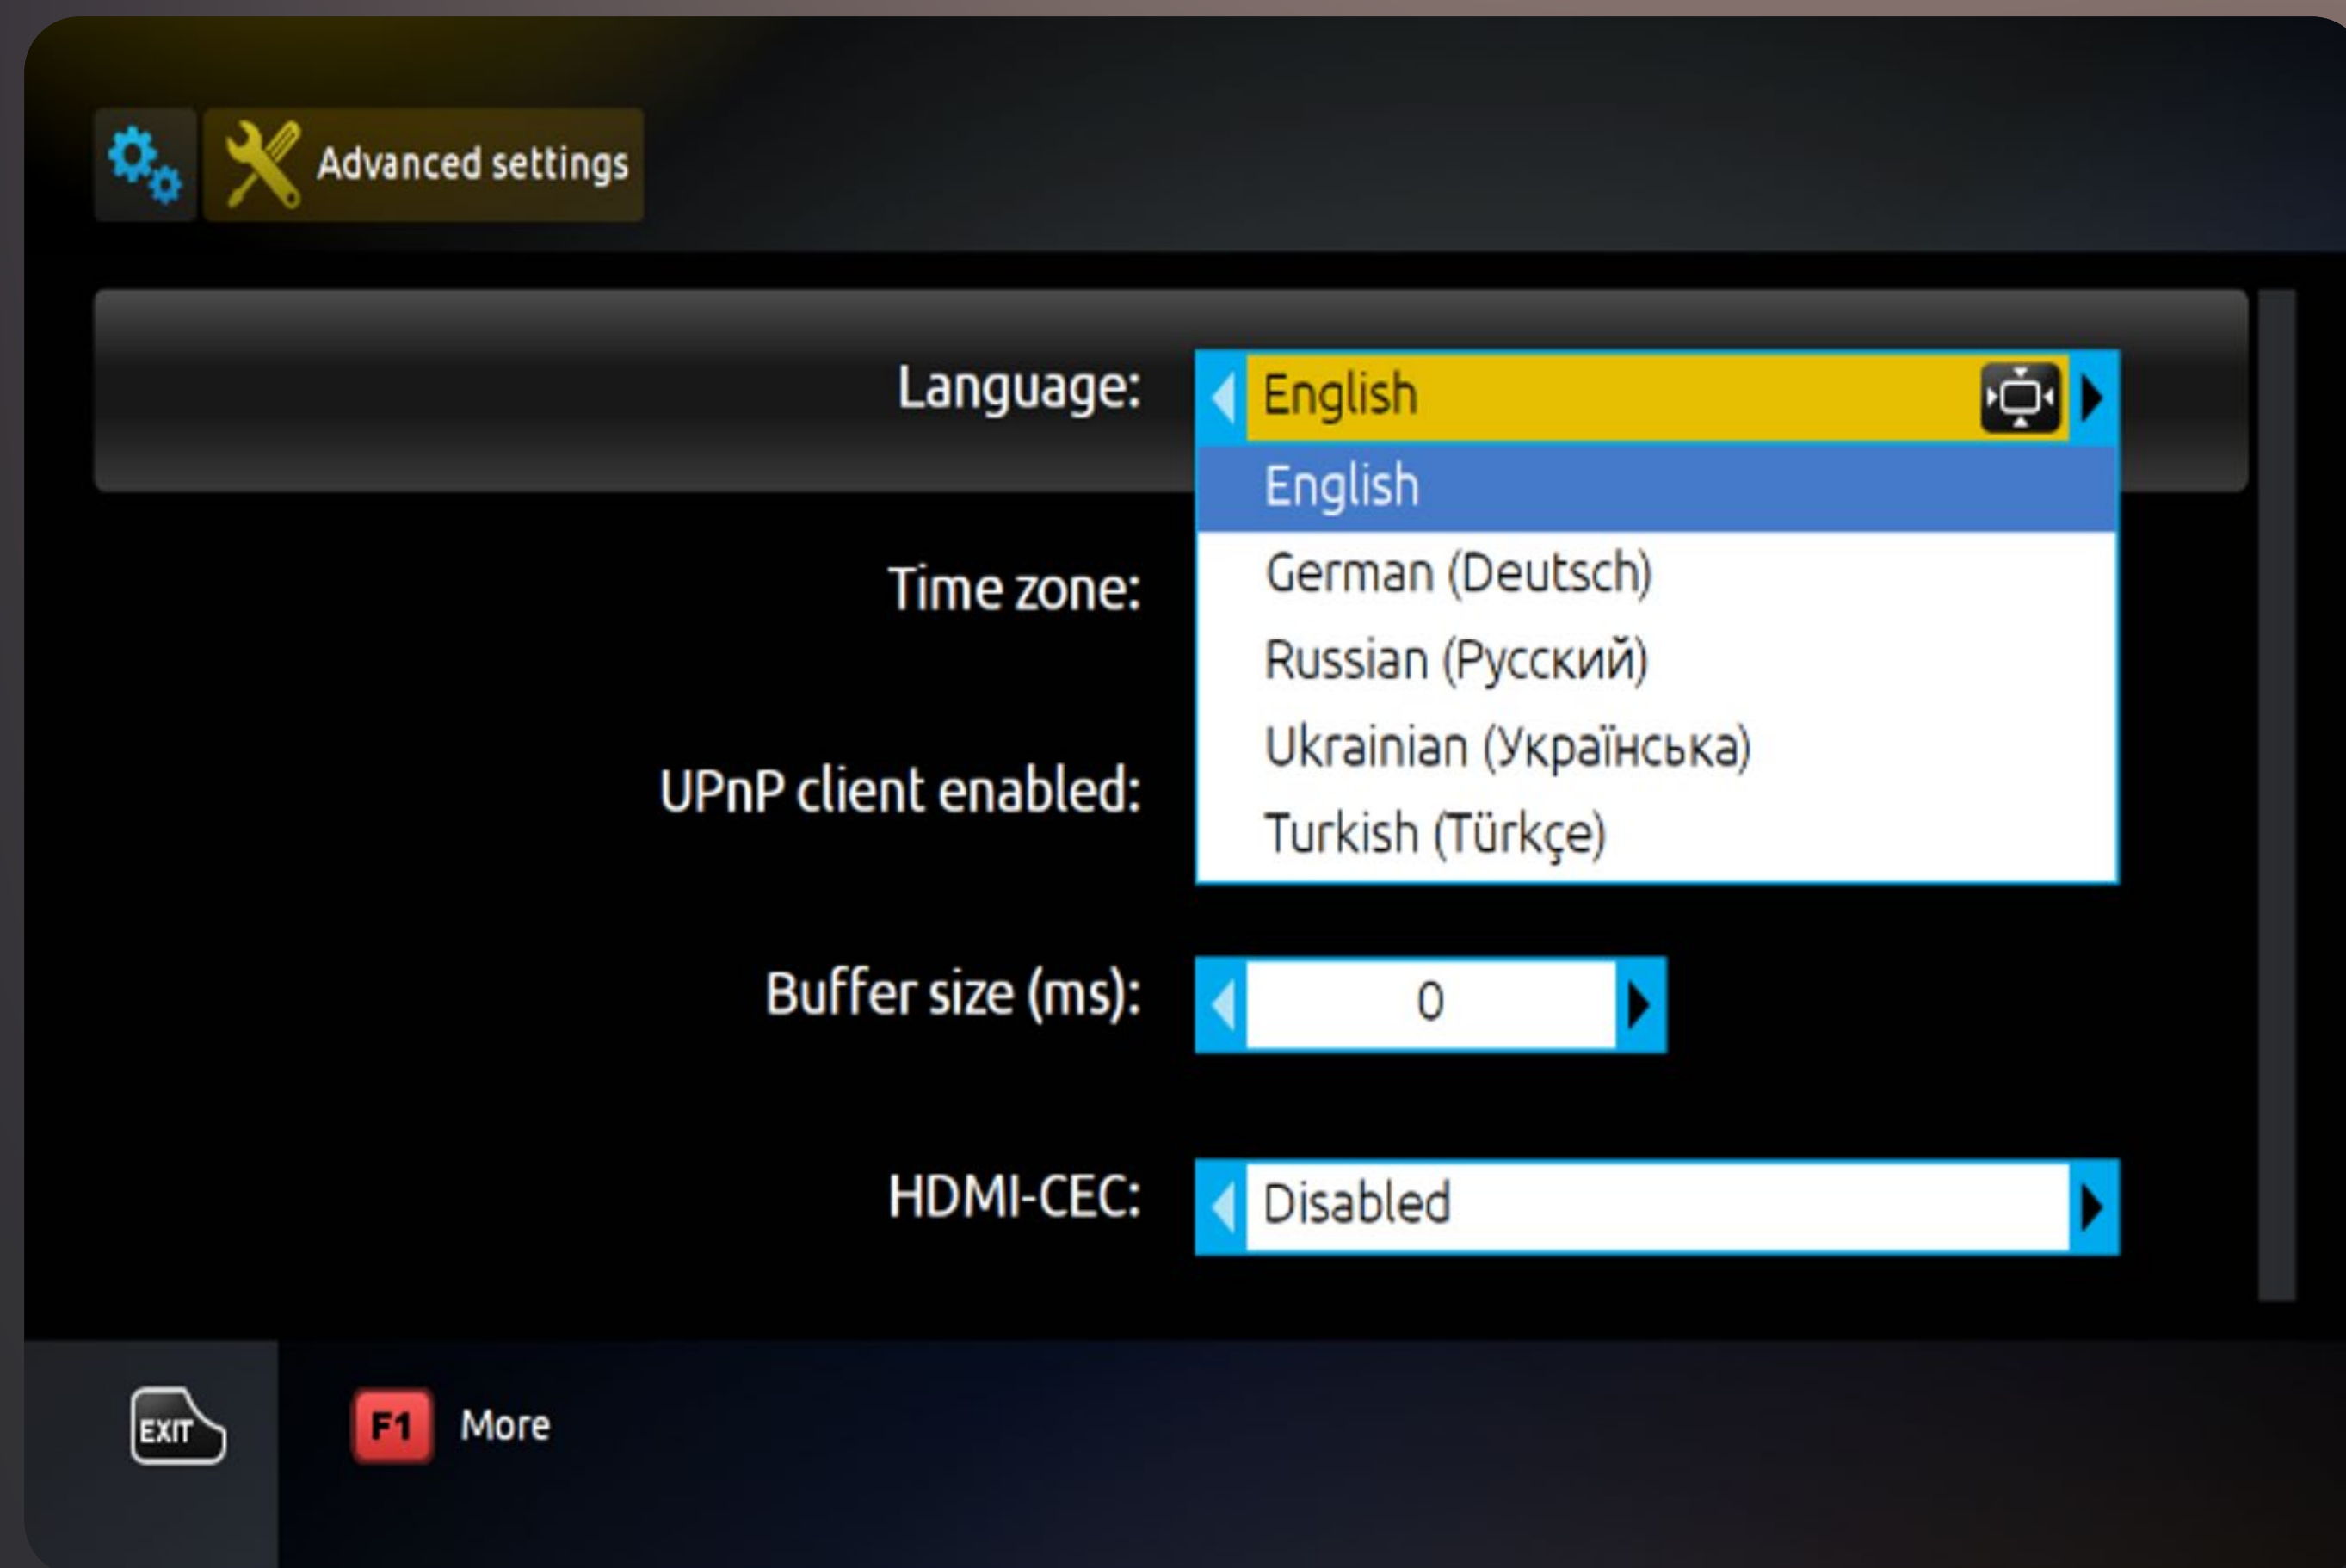 Advanced settings
Language: English
English
German (Deutsch)
Time zone:
Russian (Русский)
Ukrainian (Українська)
UPnP client enabled:
Turkish (Türkçe)
Buffer size (ms): 0
HDMI-CEC: Disabled
EXIT F1 More